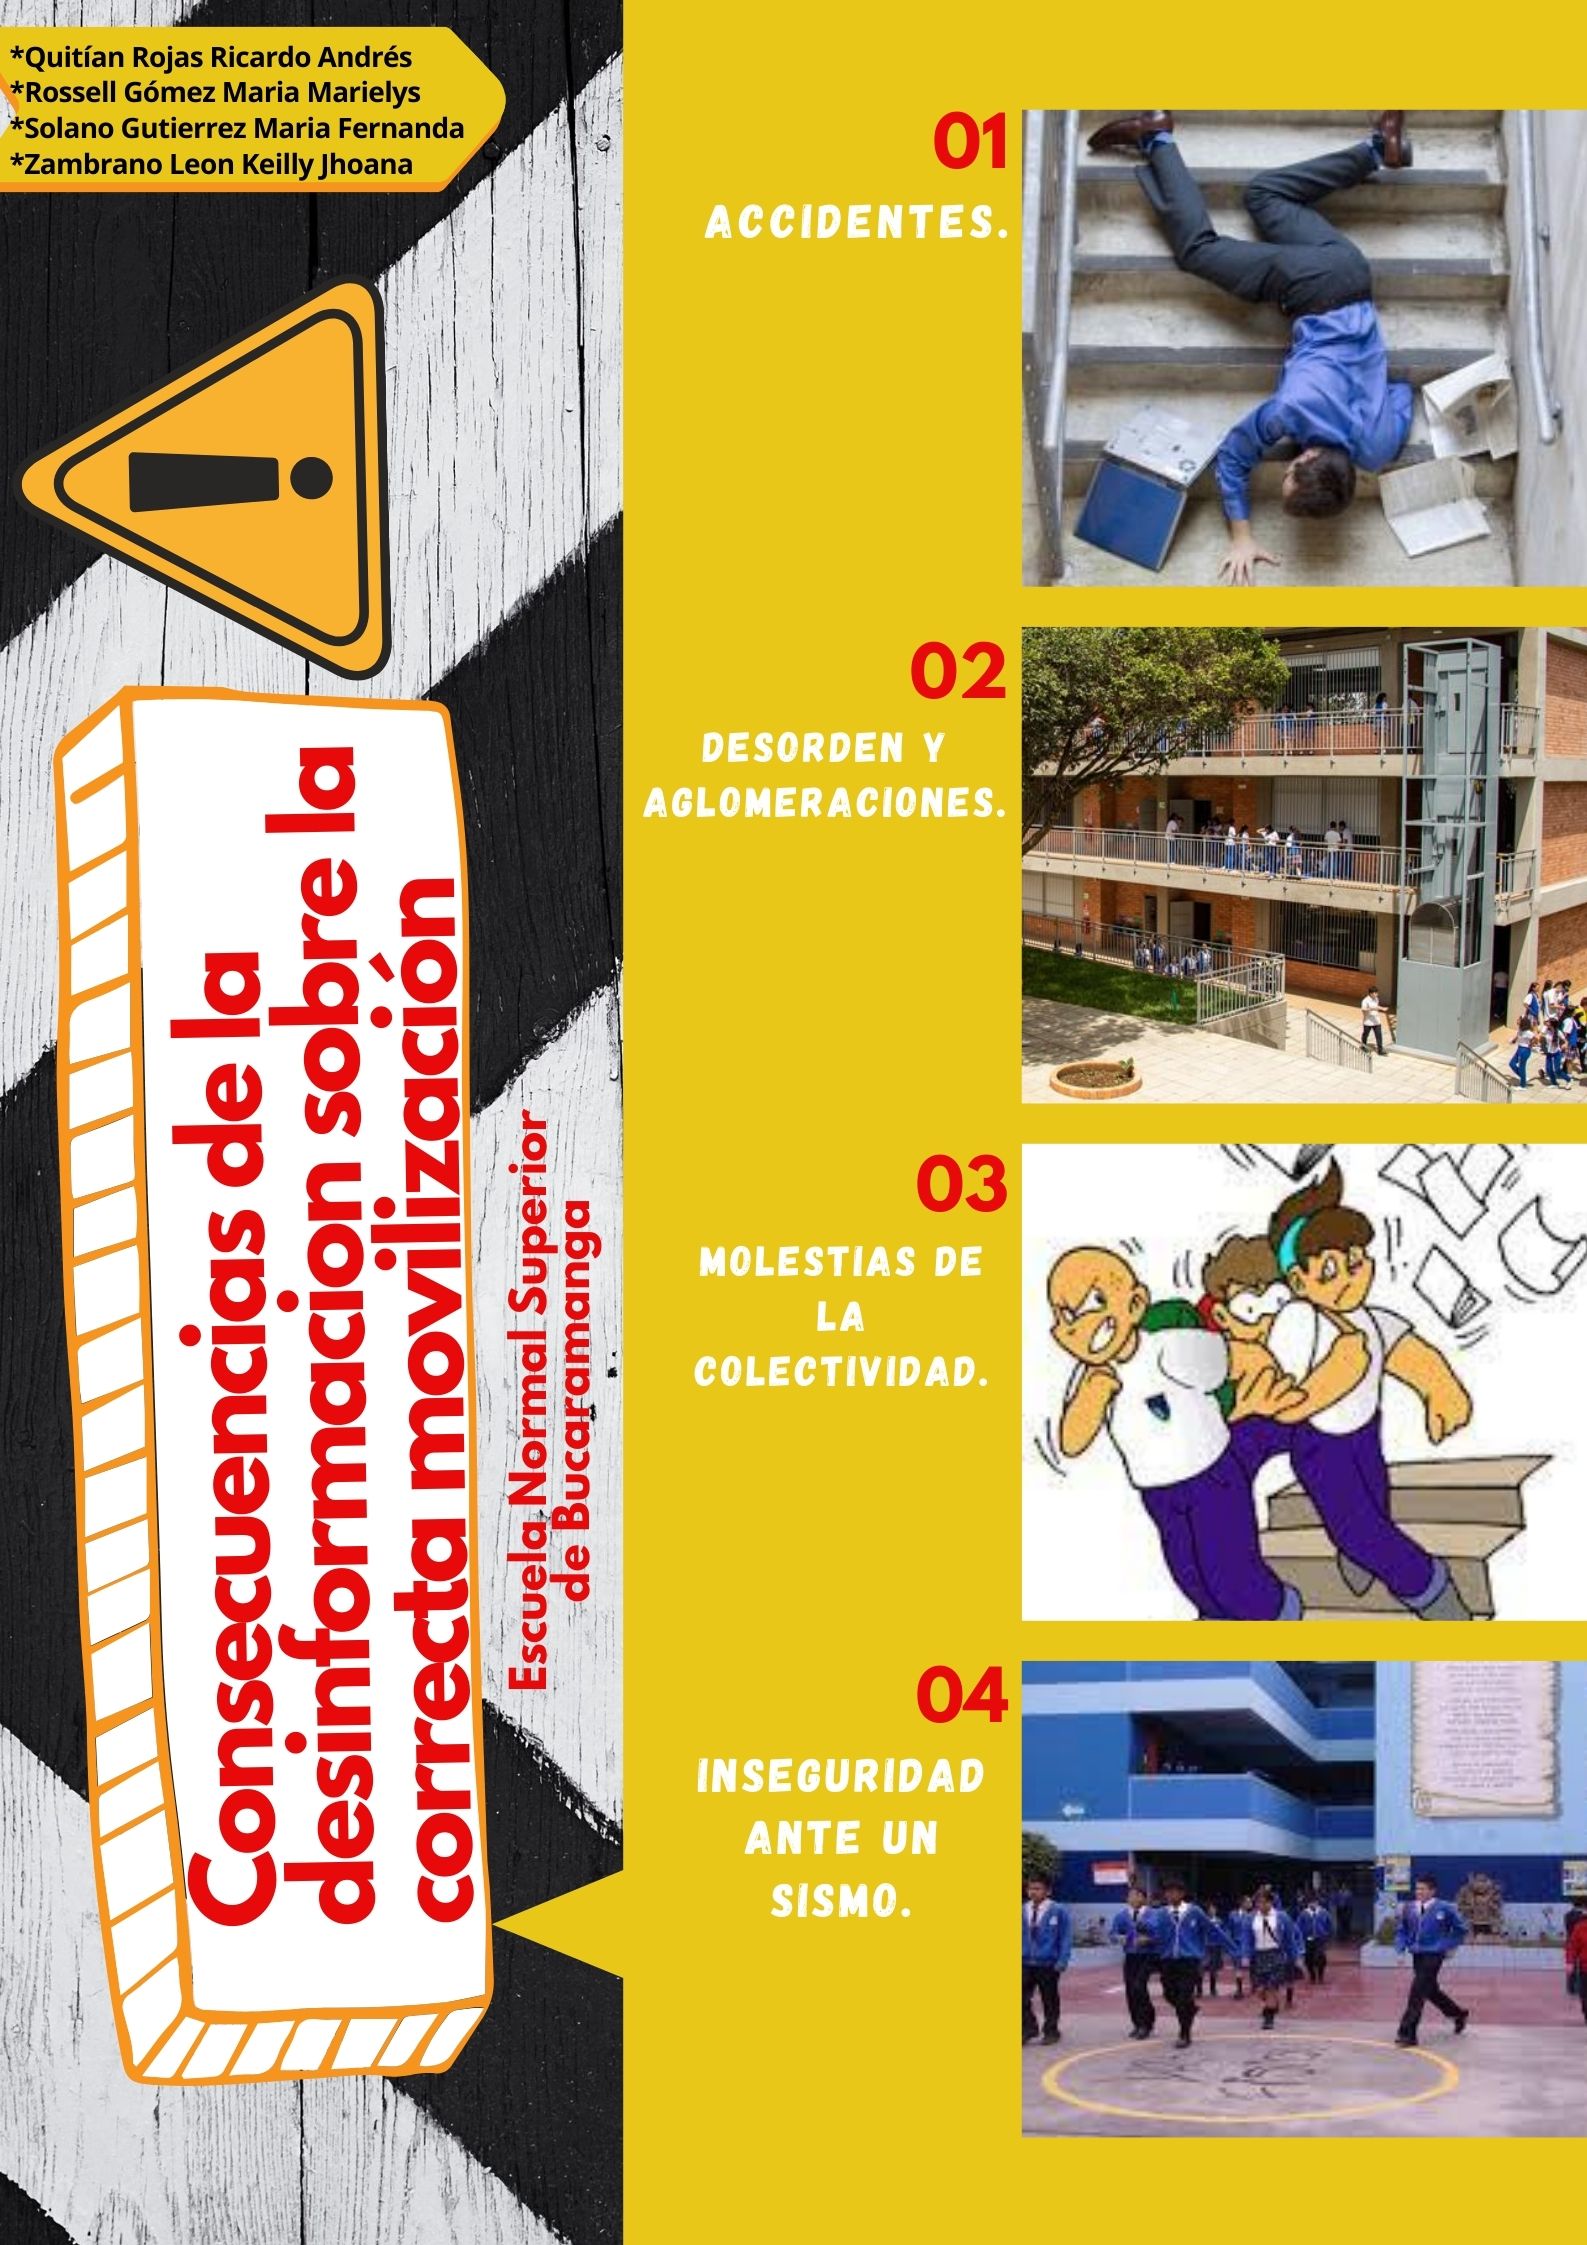 *Quitían Rojas Ricardo Andrés
*Rossell Gómez Maria Marielys
*Solano Gutierrez Maria Fernanda
*Zambrano Leon Keilly Jhoana
Consecuencias de la
desinformacion sobre la
correcta movilización
Escuela Normal Superior
de Bucaramanga
01
ACCIDENTES.
02
DESORDEN Y
AGLOMERACIONES.
03
MOLESTIAS DE
LA
COLECTIVIDAD.
04
INSEGURIDAD
ANTE UN
SISMO.